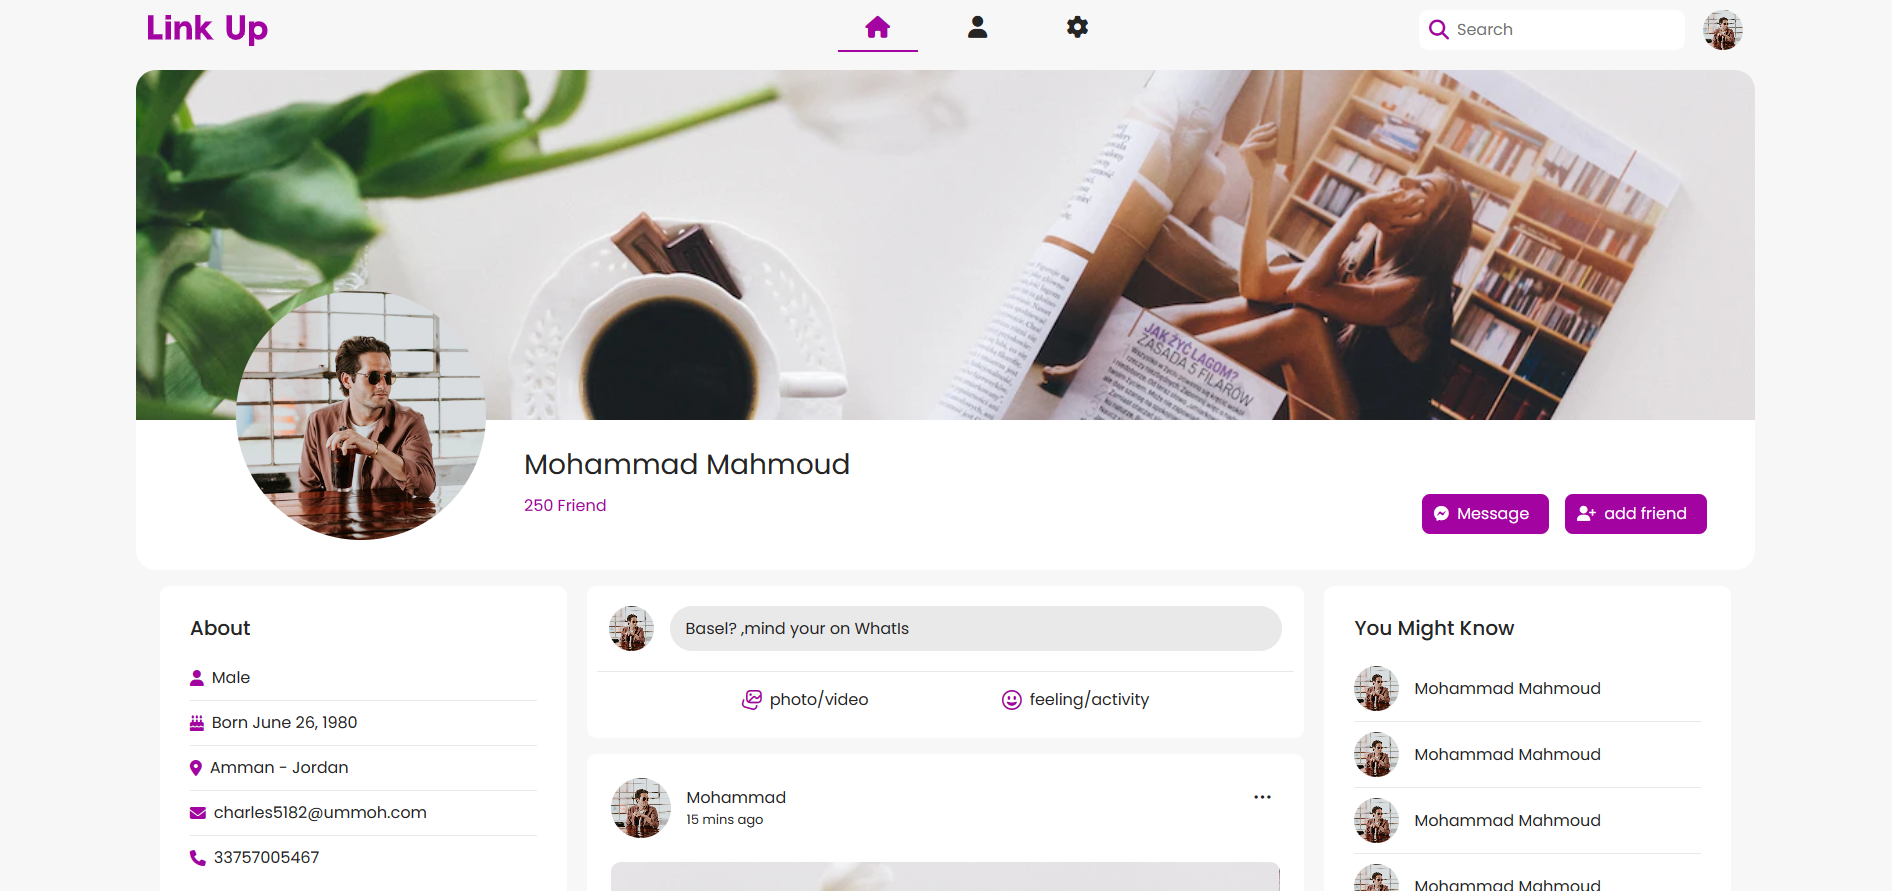 Link Up
Search
JAK ŻYĆ LAGOM?
ZASADA 5 FILARÓW
Mohammad Mahmoud
250 Friend
Message
add friend
About
Male
Born June 26, 1980
Amman - Jordan
charles5182@ummoh.com
33757005467
Basel? ,mind your on WhatIs
photo/video
feeling/activity
Mohammad
15 mins ago
You Might Know
Mohammad Mahmoud
Mohammad Mahmoud
Mohammad Mahmoud
Mohammad Mahmoud